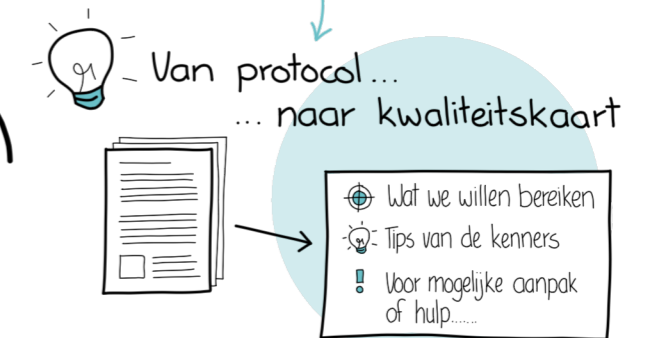 Van protocol...
... naar kwaliteitskaart
Wat we willen bereiken
Tips van de kenners
! Voor mogelijke aanpak
of hulp.......